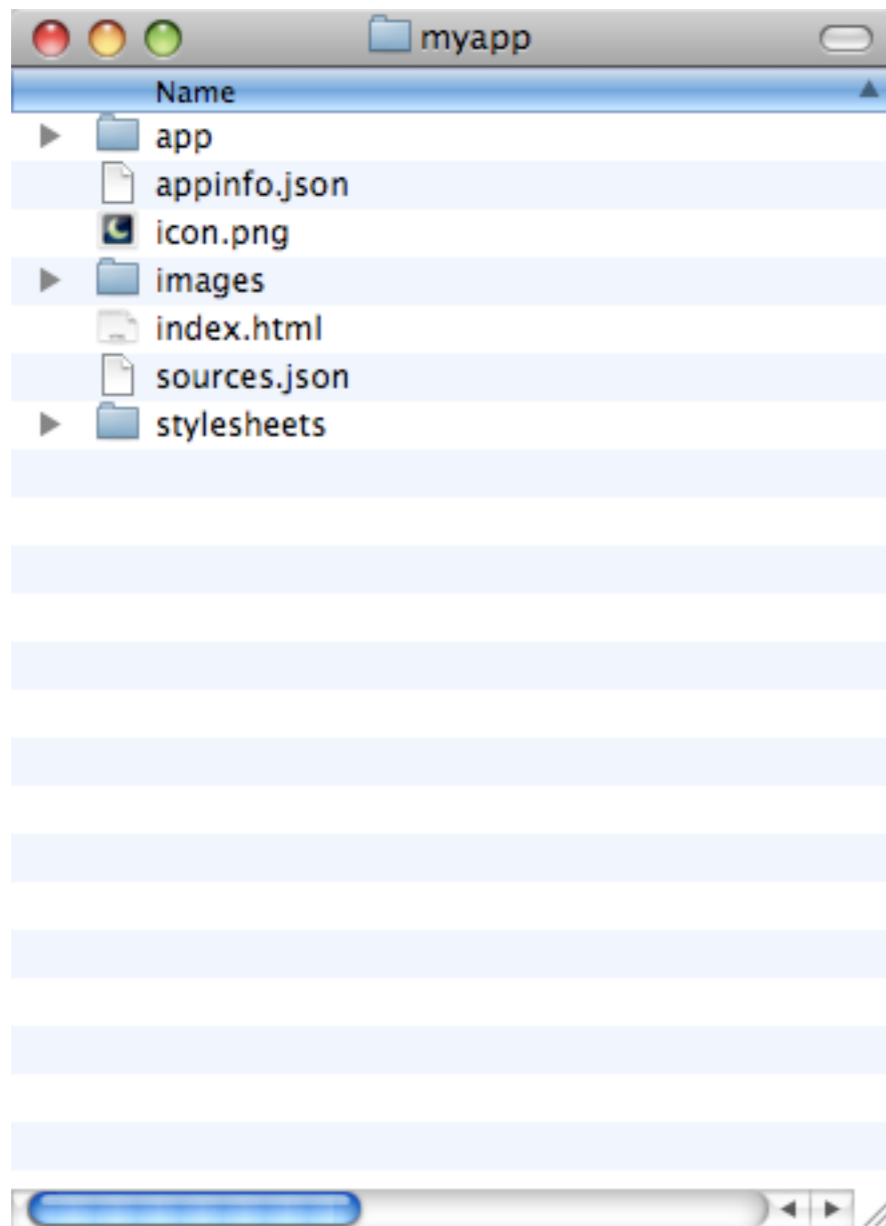 myapp
Name
app
appinfo.json
icon.png
images
index.html
sources.json
stylesheets